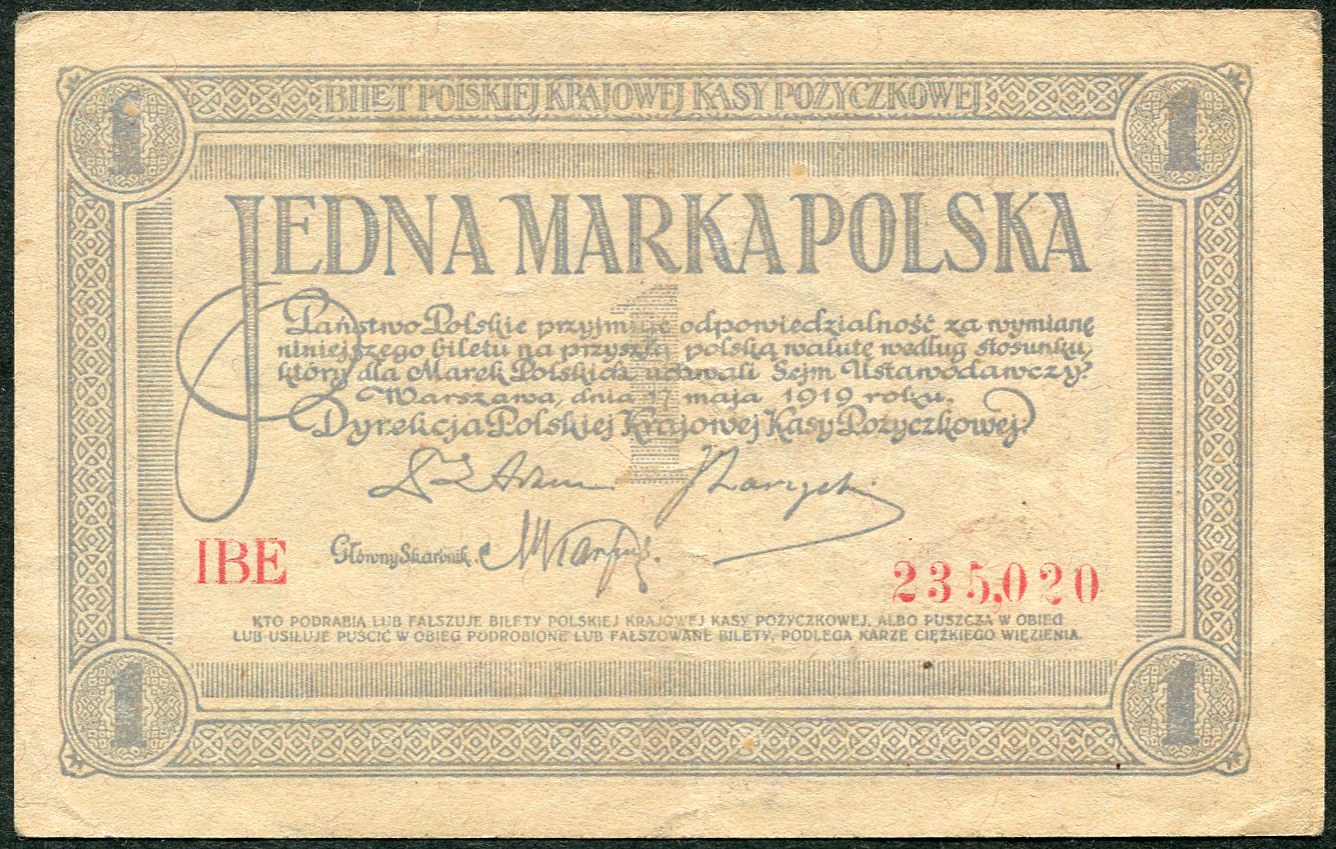 1 BILET POLSKIEJ KRAJOWEJ KASY POŻYCZKOWEJ 1
JEDNA MARKA POLSKA
1
Państwo Polskie przyjmuje odpowiedzialność za wymianę
niniejszego biletu na przyszłą polską walutę według stosunku,
który dla Marek Polskich uchwali Sejm Ustawodawczy.
Warszawa, dnia 17 maja 1919 roku.
Dyrekcja Polskiej Krajowej Kasy Pożyczkowej
IBE Główny Skarbnik. 235,020
KTO PODRABIA LUB FAŁSZUJE BILETY POLSKIEJ KRAJOWEJ KASY POŻYCZKOWEJ, ALBO PUSZCZA W OBIEG
LUB USIŁUJE PUŚCIĆ W OBIEG PODROBIONE LUB FAŁSZOWANE BILETY, PODLEGA KARZE CIĘŻKIEGO WIĘZIENIA.
1 1